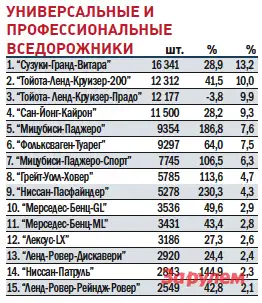 УНИВЕРСАЛЬНЫЕ И
ПРОФЕССИОНАЛЬНЫЕ
ВСЕДОРОЖНИКИ шт. % %
1. “Сузуки-Гранд-Витара” 16 341 28,9 13,2
2. “Тойота-Ленд-Круизер-200” 12 312 41,5 10,0
3. “Тойота- Ленд-Круизер-Прадо” 12 177 -3,8 9,9
4. “Сан-Йонг-Кайрон” 11 500 28,2 9,3
5. “Мицубиси-Паджеро” 9354 186,8 7,6
6. “Фольксваген-Туарег” 9297 64,0 7,5
7. “Мицубиси-Паджеро-Спорт” 7745 106,5 6,3
8. “Грейт-Уолл-Ховер” 5785 113,6 4,7
9. “Ниссан-Пасфайндер” 5278 230,3 4,3
10. “Мерседес-Бенц-GL” 3536 49,6 2,9
11. “Мерседес-Бенц-ML” 3431 43,4 2,8
12. “Лексус-LX” 3186 27,3 2,6
13. “Ленд-Ровер-Дискавери” 2920 24,4 2,4
14. “Ниссан-Патруль” 2843 144,9 2,3
15. “Ленд-Ровер-Рейндж-Ровер” 2549 42,8 2,1
За рулем